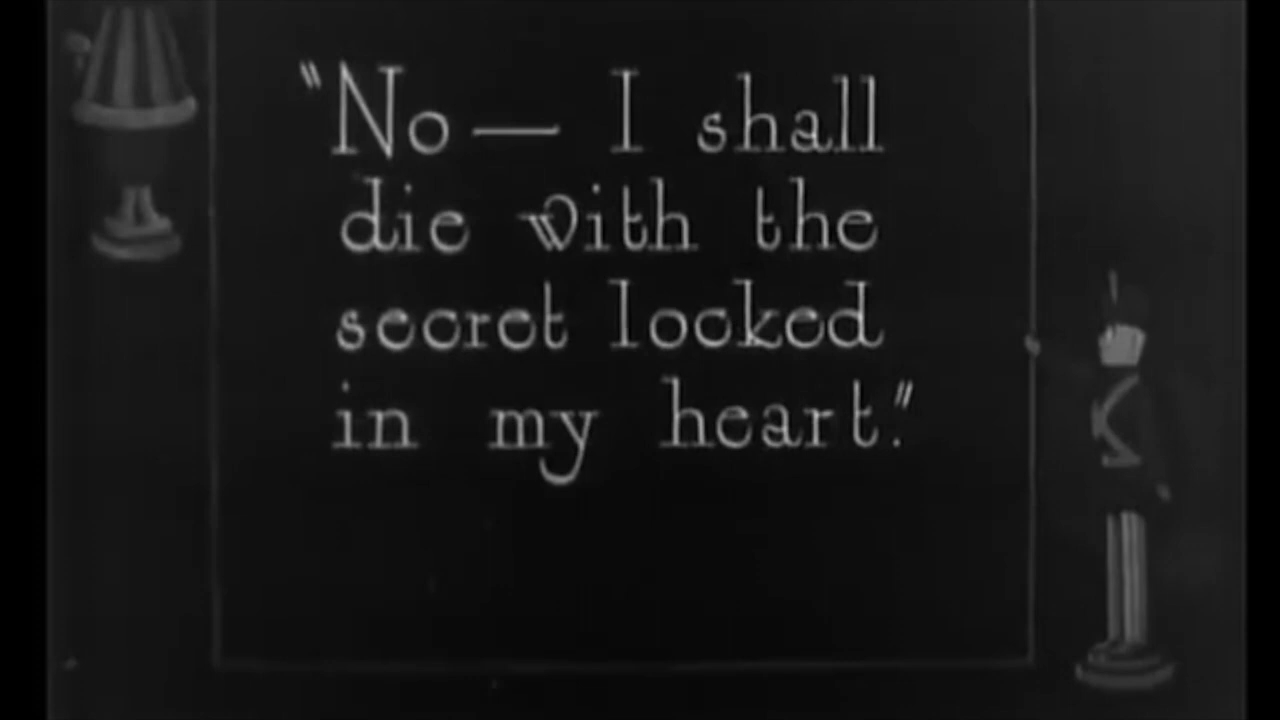 "No — I shall
die with the
secret locked
in my heart."